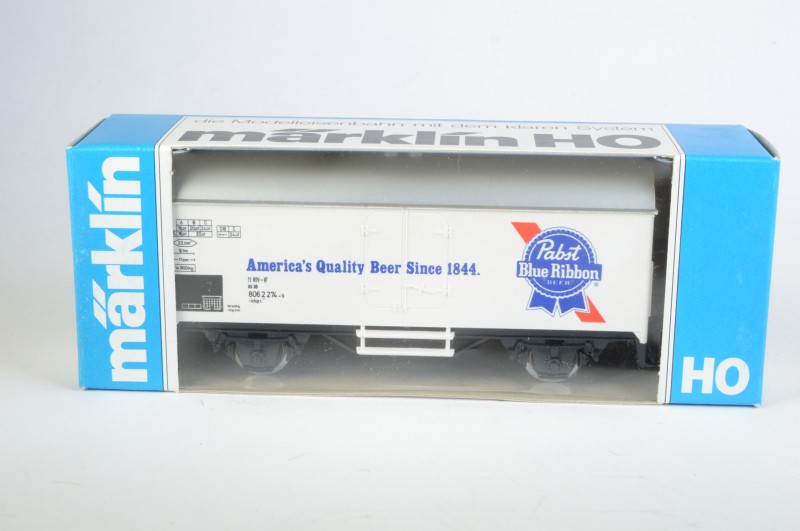 die Modelleisenbahn mit dem klaren System
märklin HO
märklin
A B C
America's Quality Beer Since 1844.
806 2 274-9
Pabst
Blue Ribbon
BEER
®
HO